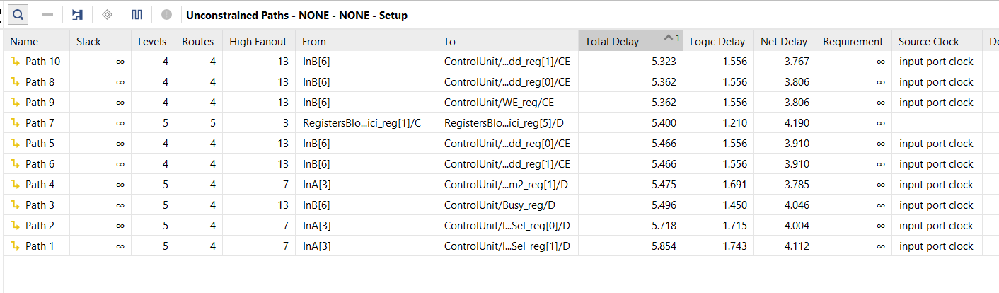 Unconstrained Paths - NONE - NONE - Setup
Name Slack Levels Routes High Fanout From To Total Delay 1 Logic Delay Net Delay Requirement Source Clock De
Path 10 ∞ 4 4 13 InB[6] ControlUnit/...dd_reg[1]/CE 5.323 1.556 3.767 ∞ input port clock
Path 8 ∞ 4 4 13 InB[6] ControlUnit/...dd_reg[0]/CE 5.362 1.556 3.806 ∞ input port clock
Path 9 ∞ 4 4 13 InB[6] ControlUnit/WE_reg/CE 5.362 1.556 3.806 ∞ input port clock
Path 7 ∞ 5 5 3 RegistersBlo...ici_reg[1]/C RegistersBlo...ici_reg[5]/D 5.400 1.210 4.190 ∞
Path 5 ∞ 4 4 13 InB[6] ControlUnit/...dd_reg[0]/CE 5.466 1.556 3.910 ∞ input port clock
Path 6 ∞ 4 4 13 InB[6] ControlUnit/...dd_reg[1]/CE 5.466 1.556 3.910 ∞ input port clock
Path 4 ∞ 5 4 7 InA[3] ControlUnit/...m2_reg[1]/D 5.475 1.691 3.785 ∞ input port clock
Path 3 ∞ 5 4 13 InB[6] ControlUnit/Busy_reg/D 5.496 1.450 4.046 ∞ input port clock
Path 2 ∞ 5 4 7 InA[3] ControlUnit/I...Sel_reg[0]/D 5.718 1.715 4.004 ∞ input port clock
Path 1 ∞ 5 4 7 InA[3] ControlUnit/I...Sel_reg[1]/D 5.854 1.743 4.112 ∞ input port clock